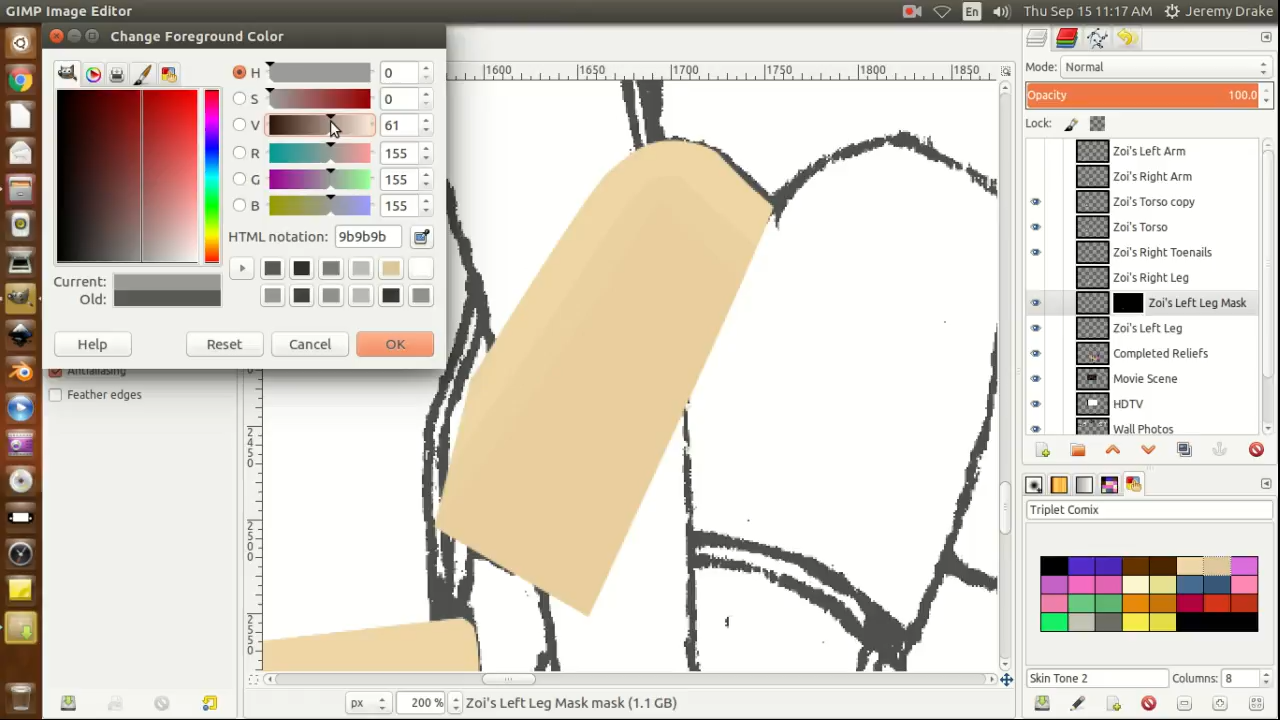 GIMP Image Editor
En
Thu Sep 15 11:17 AM
Jeremy Drake
Change Foreground Color
H 0
S 0
V 61
R 155
G 155
B 155
HTML notation: 9b9b9b
Current:
Old:
Help
Reset
Cancel
OK
Antialiasing
Feather edges
1600
1650
1700
1750
1800
1850
Mode: Normal
Opacity 100.0
Lock:
Zoi's Left Arm
Zoi's Right Arm
Zoi's Torso copy
Zoi's Torso
Zoi's Right Toenails
Zoi's Right Leg
Zoi's Left Leg Mask
Zoi's Left Leg
Completed Reliefs
Movie Scene
HDTV
Wall Photos
Triplet Comix
Skin Tone 2
Columns: 8
px
200 %
Zoi's Left Leg Mask mask (1.1 GB)